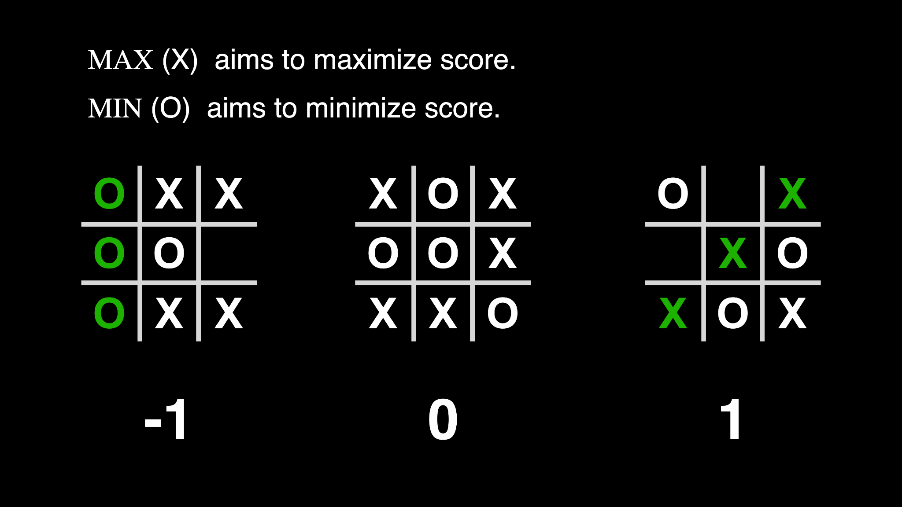 MAX (X) aims to maximize score.
MIN (O) aims to minimize score.
O X X X O X O X
O O O O X X O
O X X X X O X O X
-1 0 1